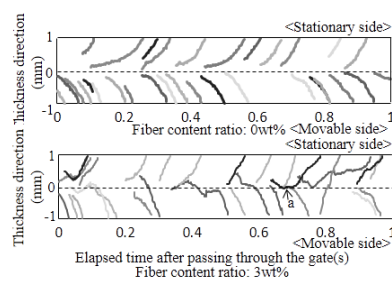 <Stationary side>
Thickness direction
(mm)
1
0
-1
0 0.2 0.4 0.6 0.8 1
Fiber content ratio: 0wt% <Movable side>
<Stationary side>
Thickness direction
(mm)
1
0
-1
a
0 0.2 0.4 0.6 0.8 1
<Movable side>
Elapsed time after passing through the gate(s)
Fiber content ratio: 3wt%